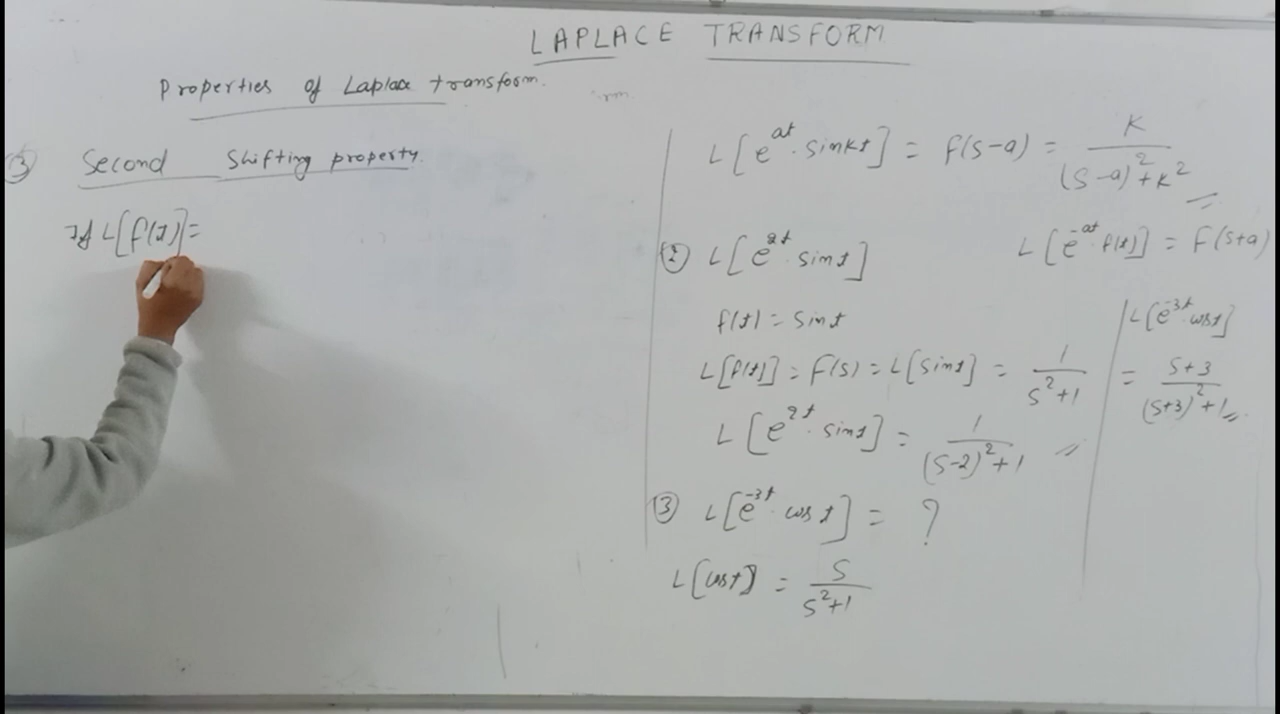 LAPLACE TRANSFORM
Properties of Laplace transform.
③ Second Shifting property.
If L[f(t)] =
L[e^{at}. sinkt] = f(s-a) = K / ((s-a)^2+K^2)
② L[e^{2t}. sint]
L[e^{-at}. f(t)] = F(s+a)
f(t) = sint
L[f(t)] = F(s) = L[sint] = 1 / (s^2+1)
L[e^{2t}. sint] = 1 / ((s-2)^2+1)
L[e^{-3t}. cost]
= (s+3) / ((s+3)^2+1)
③ L[e^{-3t}. cost] = ?
L[cost] = s / (s^2+1)